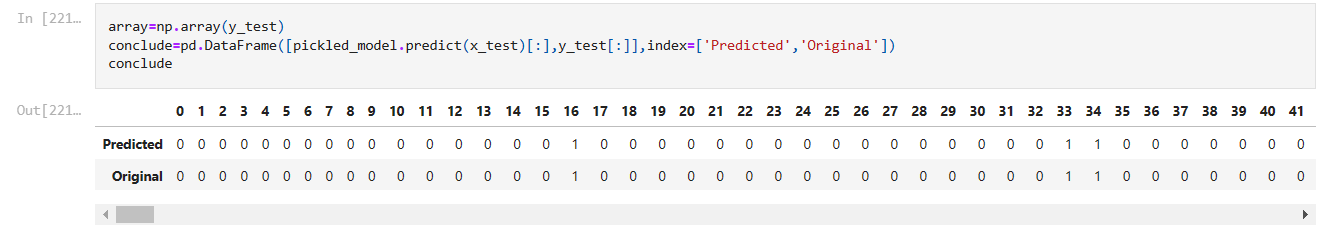 In [221...
array=np.array(y_test)
conclude=pd.DataFrame([pickled_model.predict(x_test)[:],y_test[:]],index=['Predicted','Original'])
conclude
Out[221...
0 1 2 3 4 5 6 7 8 9 10 11 12 13 14 15 16 17 18 19 20 21 22 23 24 25 26 27 28 29 30 31 32 33 34 35 36 37 38 39 40 41
Predicted 0 0 0 0 0 0 0 0 0 0 0 0 0 0 0 0 1 0 0 0 0 0 0 0 0 0 0 0 0 0 0 0 0 1 1 0 0 0 0 0 0 0
Original 0 0 0 0 0 0 0 0 0 0 0 0 0 0 0 0 1 0 0 0 0 0 0 0 0 0 0 0 0 0 0 0 0 1 1 0 0 0 0 0 0 0